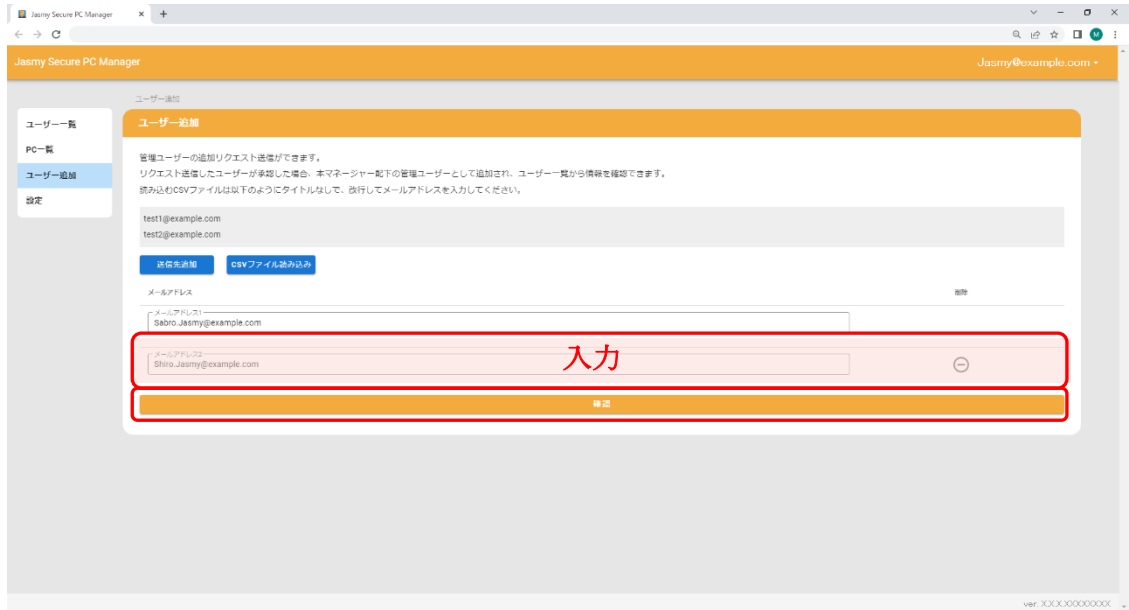 Jasmy Secure PC Manager
Jasmy Secure PC Manager
Jasmy@example.com
ユーザー追加
ユーザー一覧
PC一覧
ユーザー追加
設定
ユーザー追加
管理ユーザーの追加リクエスト送信ができます。
リクエスト送信したユーザーが承認した場合、本マネージャー配下の管理ユーザーとして追加され、ユーザー一覧から情報を確認できます。
読み込むCSVファイルは以下のようにタイトルなしで、改行してメールアドレスを入力してください。
test1@example.com
test2@example.com
送信先追加 CSVファイル読み込み
メールアドレス 削除
メールアドレス1
Sabro.Jasmy@example.com
メールアドレス2
Shiro.Jasmy@example.com
入力
確認
ver. X.X.X.XXXXXXXX